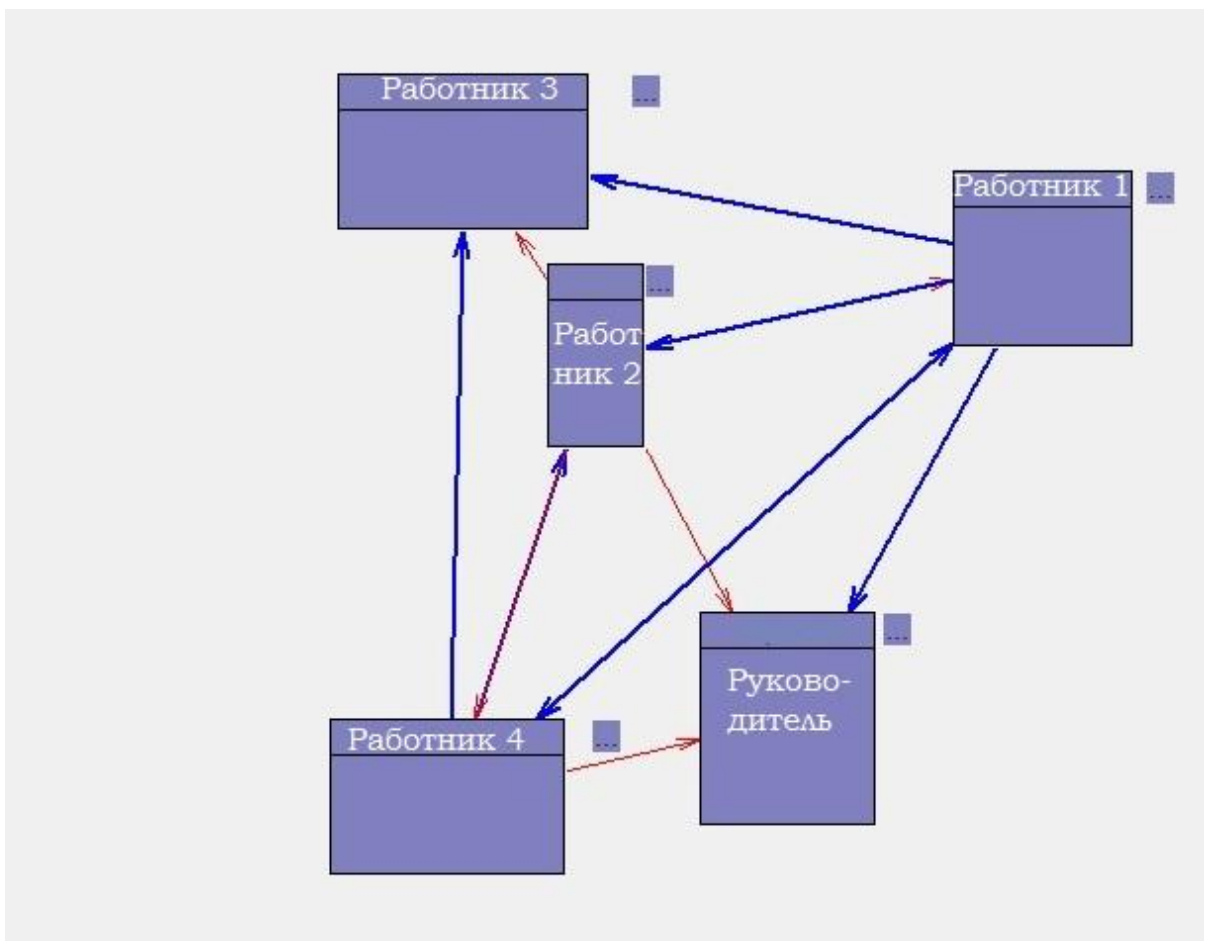 Работник 3
...
Работник 1
...
...
Работ
ник 2
...
Руково-
дитель
Работник 4
...